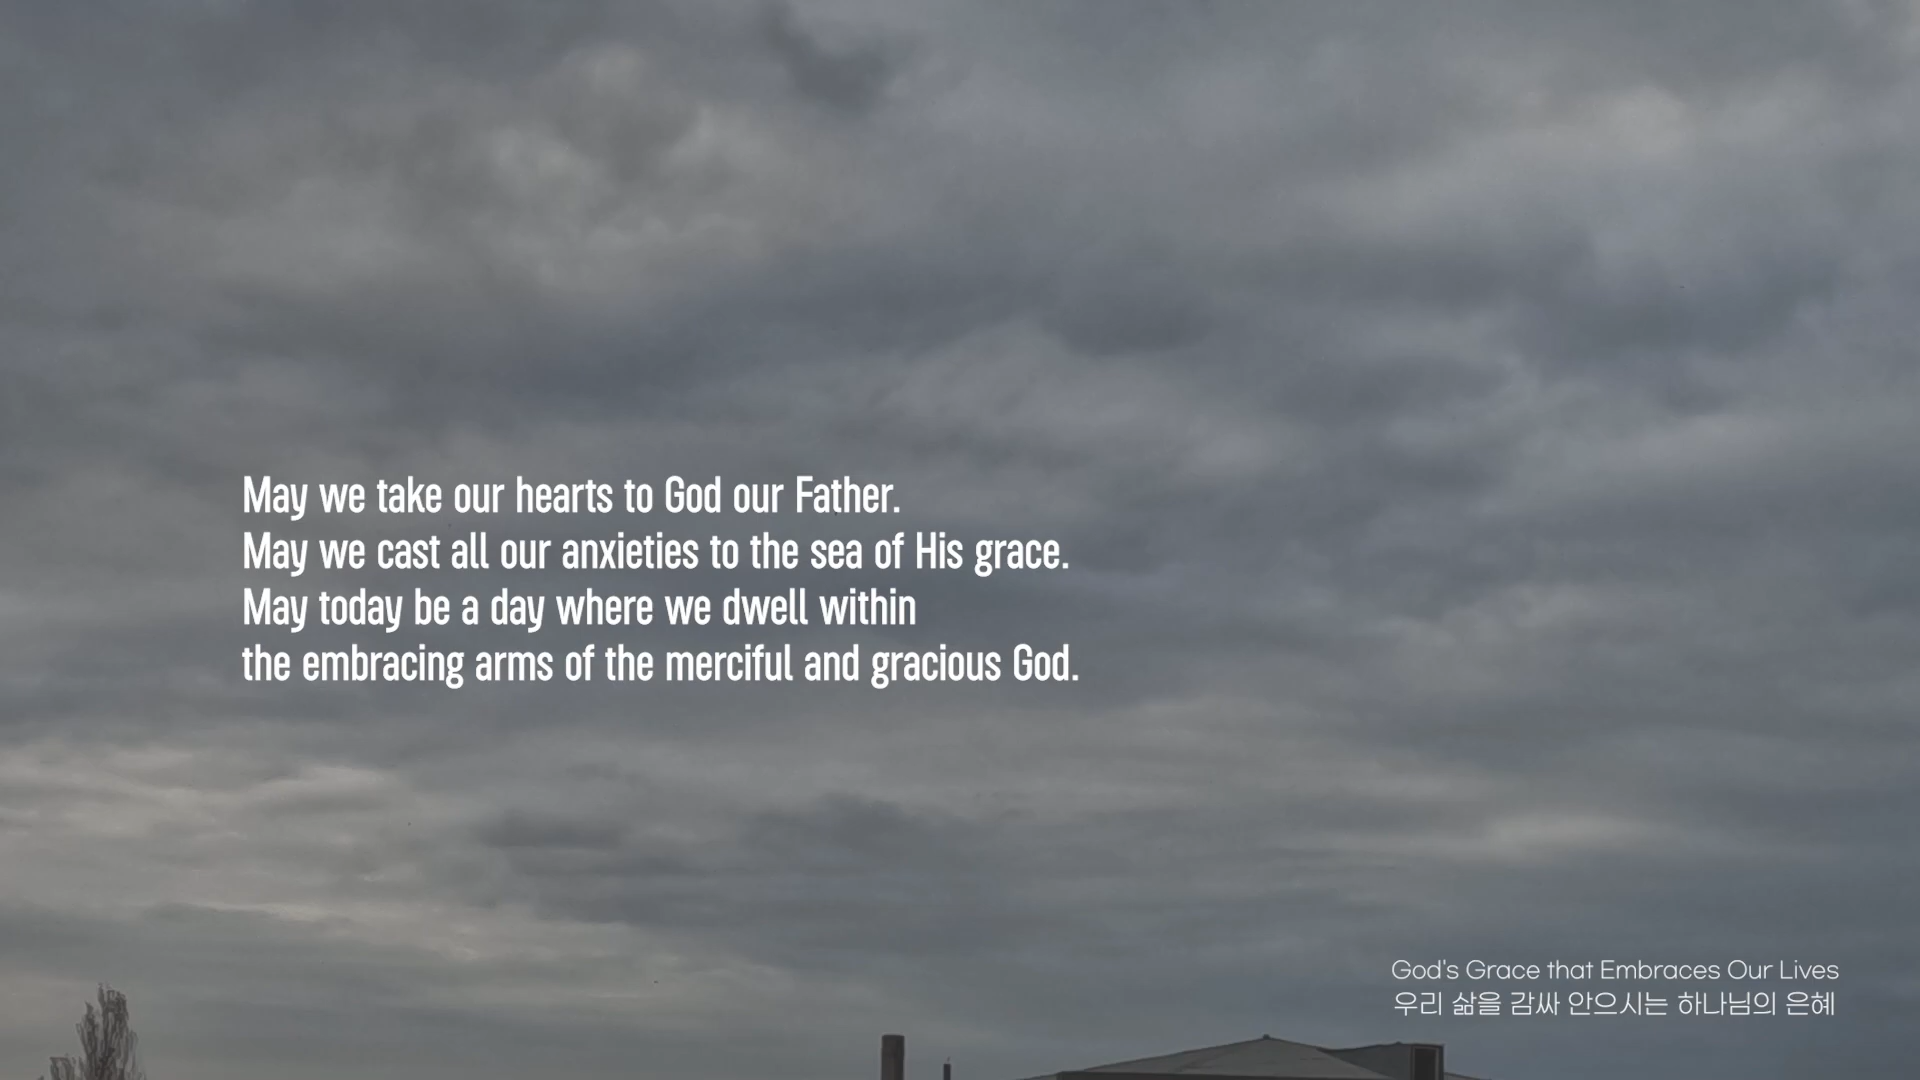 May we take our hearts to God our Father.
May we cast all our anxieties to the sea of His grace.
May today be a day where we dwell within
the embracing arms of the merciful and gracious God.
God's Grace that Embraces Our Lives
우리 삶을 감싸 안으시는 하나님의 은혜